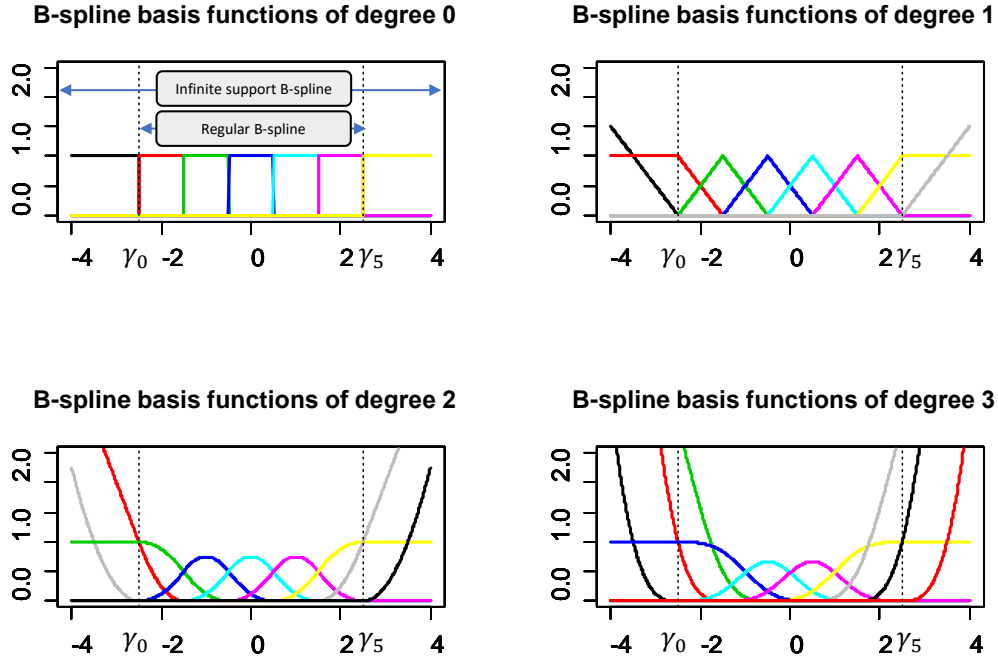 B-spline basis functions of degree 0
2.0
1.0
0.0
Infinite support B-spline
Regular B-spline
-4 γ0 -2 0 2 γ5 4
B-spline basis functions of degree 1
2.0
1.0
0.0
-4 γ0 -2 0 2 γ5 4
B-spline basis functions of degree 2
2.0
1.0
0.0
-4 γ0 -2 0 2 γ5 4
B-spline basis functions of degree 3
2.0
1.0
0.0
-4 γ0 -2 0 2 γ5 4